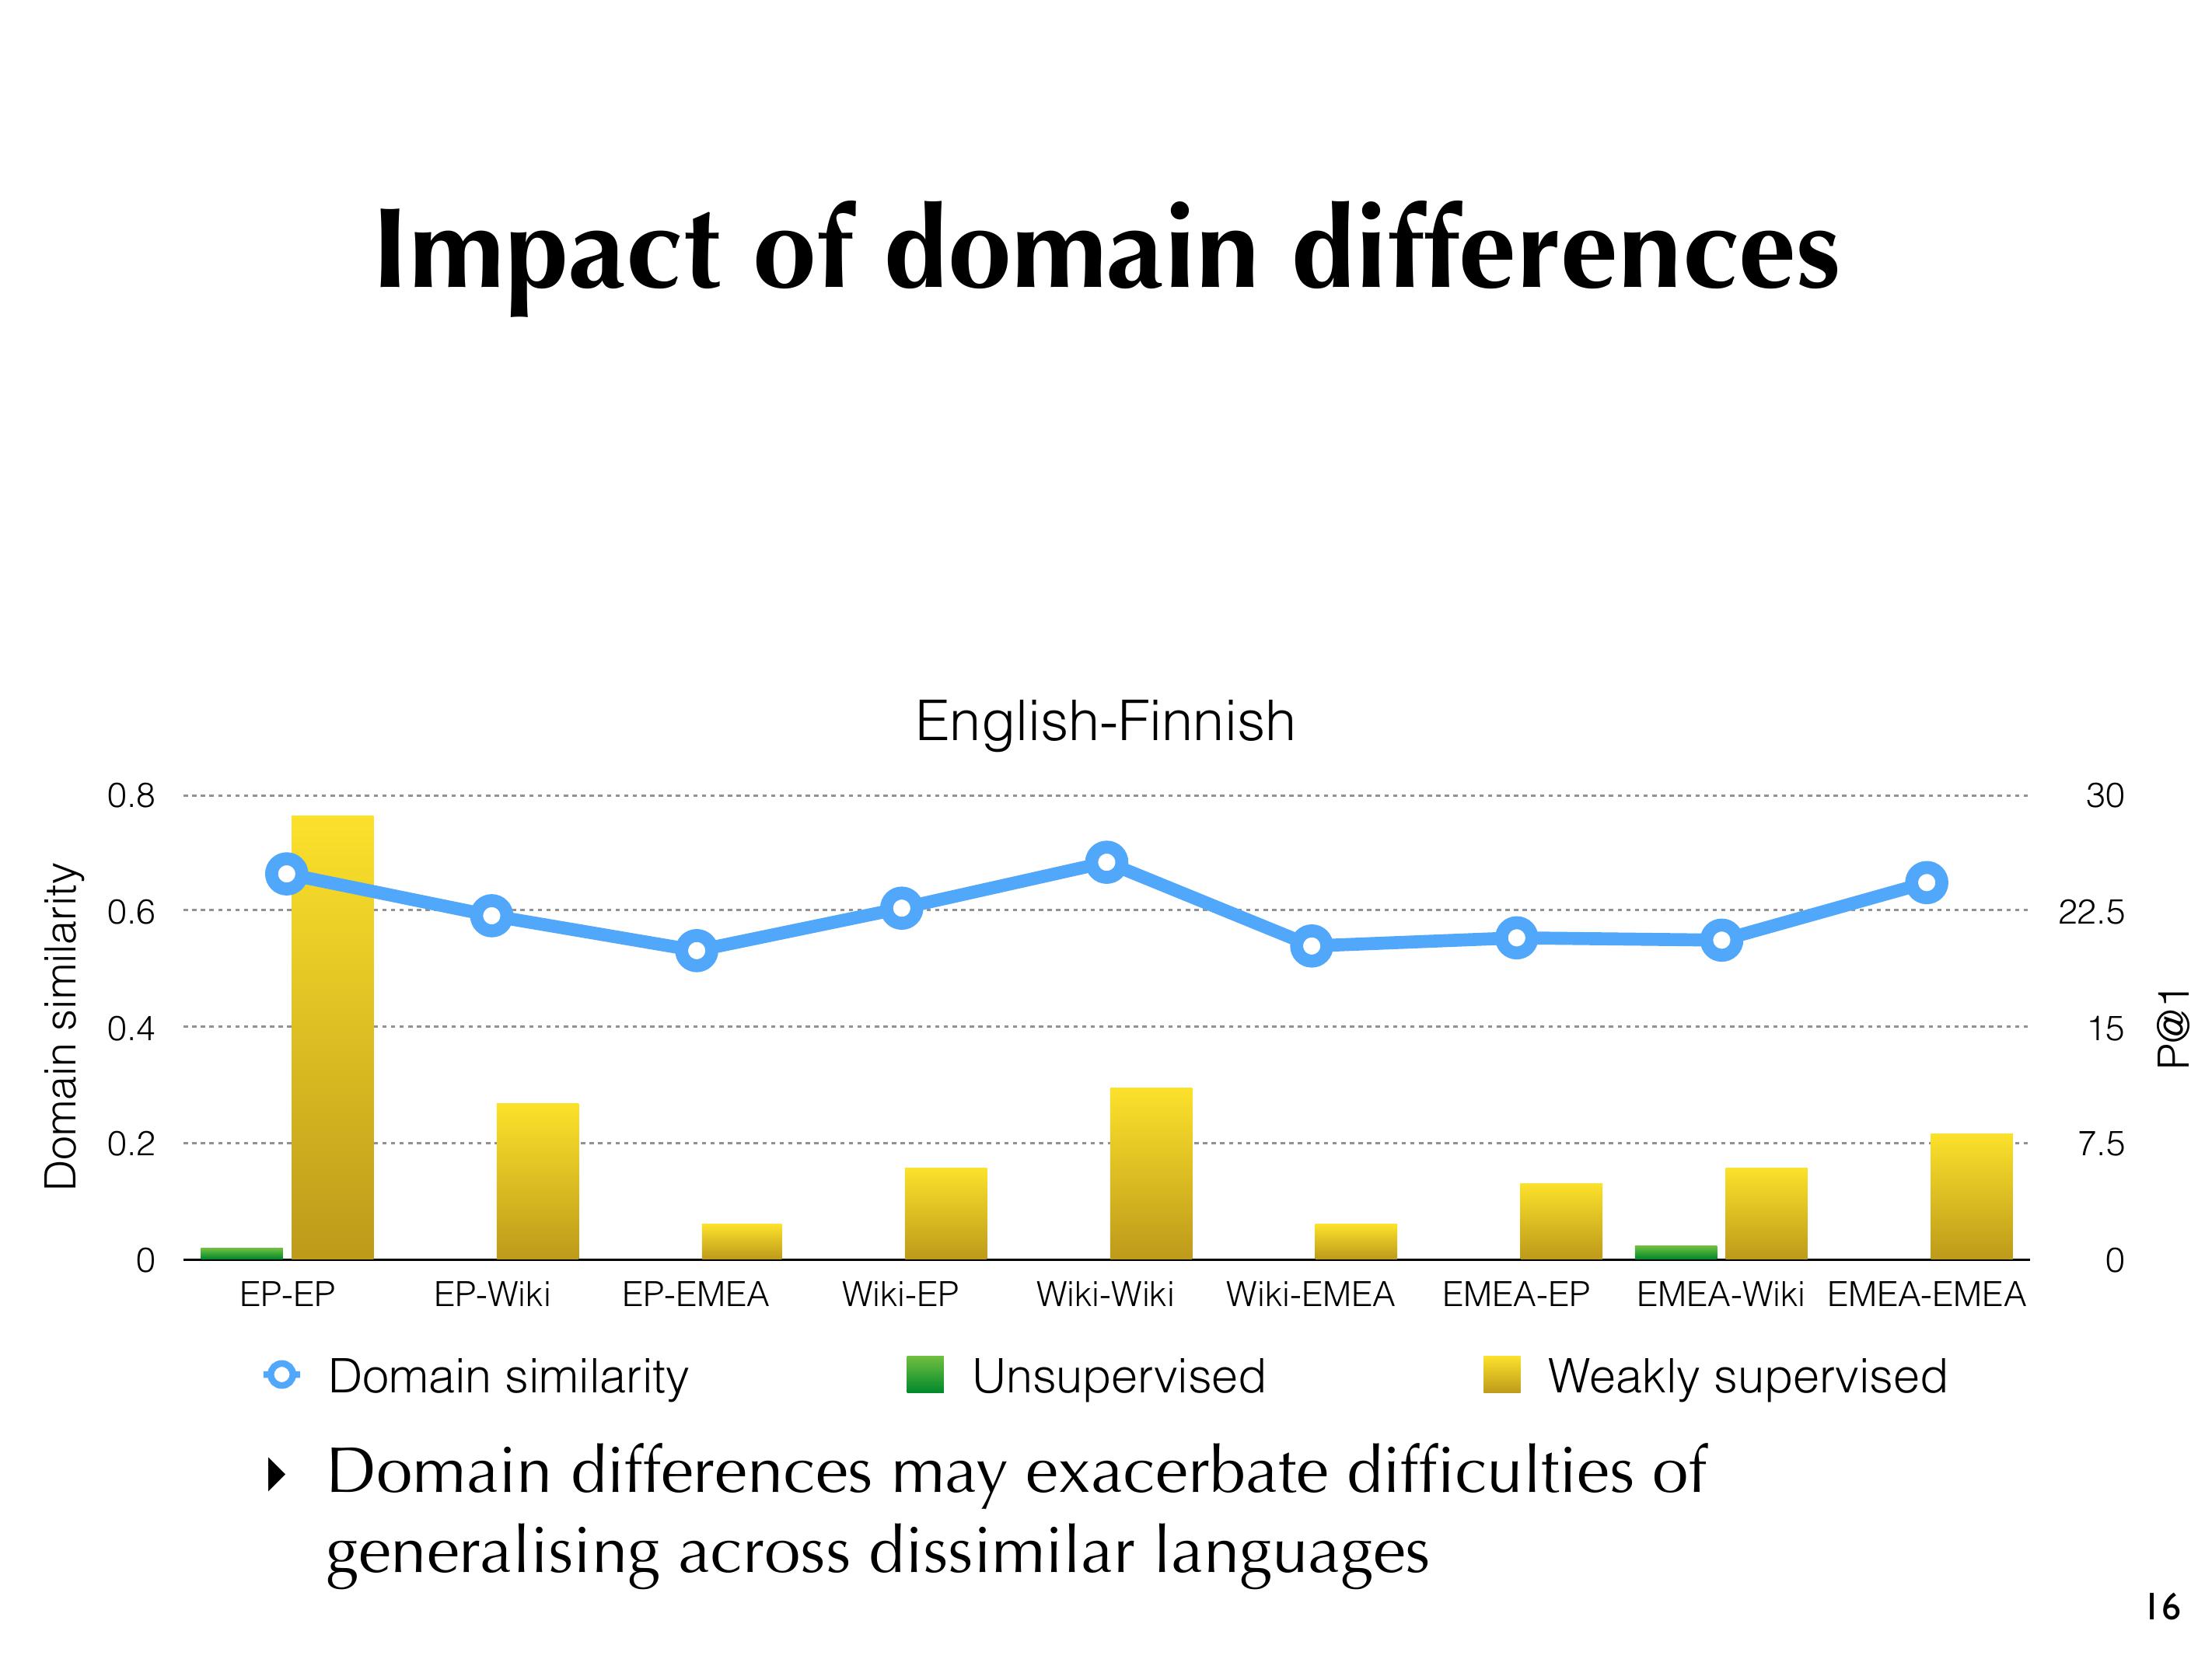 Impact of domain differences
English-Finnish
0.8
0.6
0.4
0.2
0
Domain similarity
30
22.5
15
7.5
0
P@1
EP-EP
EP-Wiki
EP-EMEA
Wiki-EP
Wiki-Wiki
Wiki-EMEA
EMEA-EP
EMEA-Wiki
EMEA-EMEA
Domain similarity
Unsupervised
Weakly supervised
Domain differences may exacerbate difficulties of
generalising across dissimilar languages
16